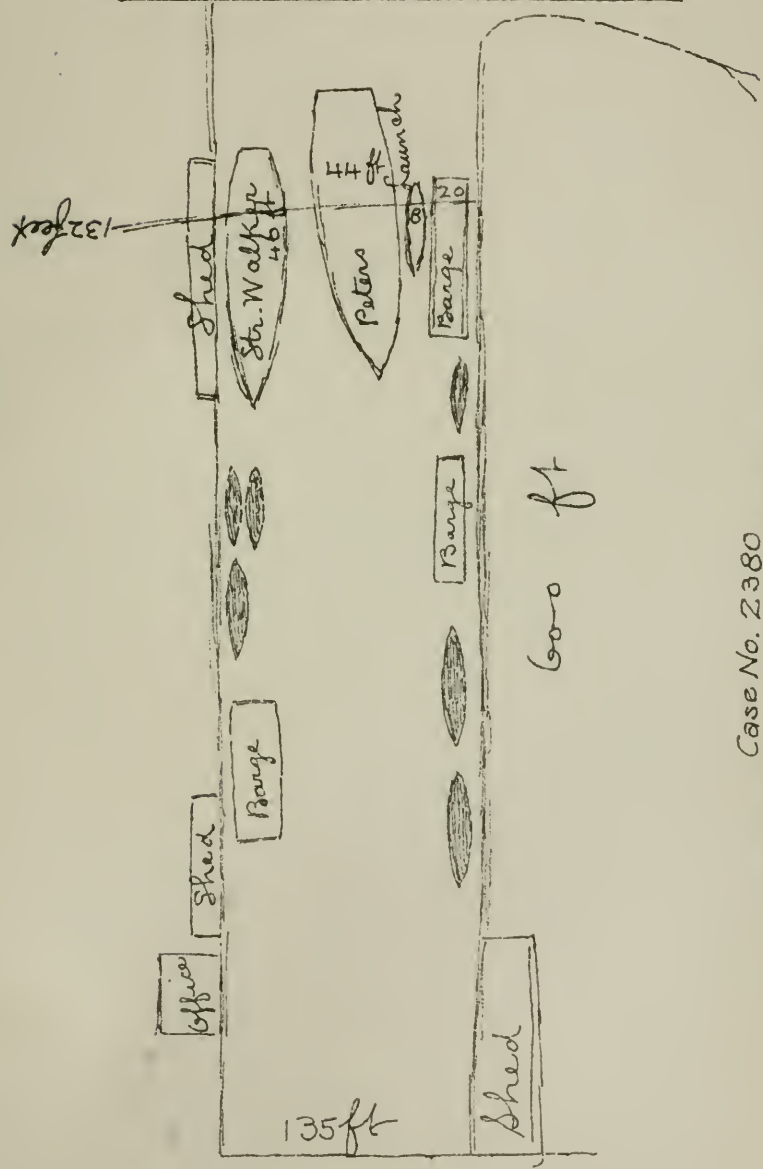 132 feet
Shed
Str. Walker
46 ft
44 ft
Peters
Launch
8
20
Barge
Barge
600 ft
Barge
Shed
Office
135 ft
Shed
Case No. 2380